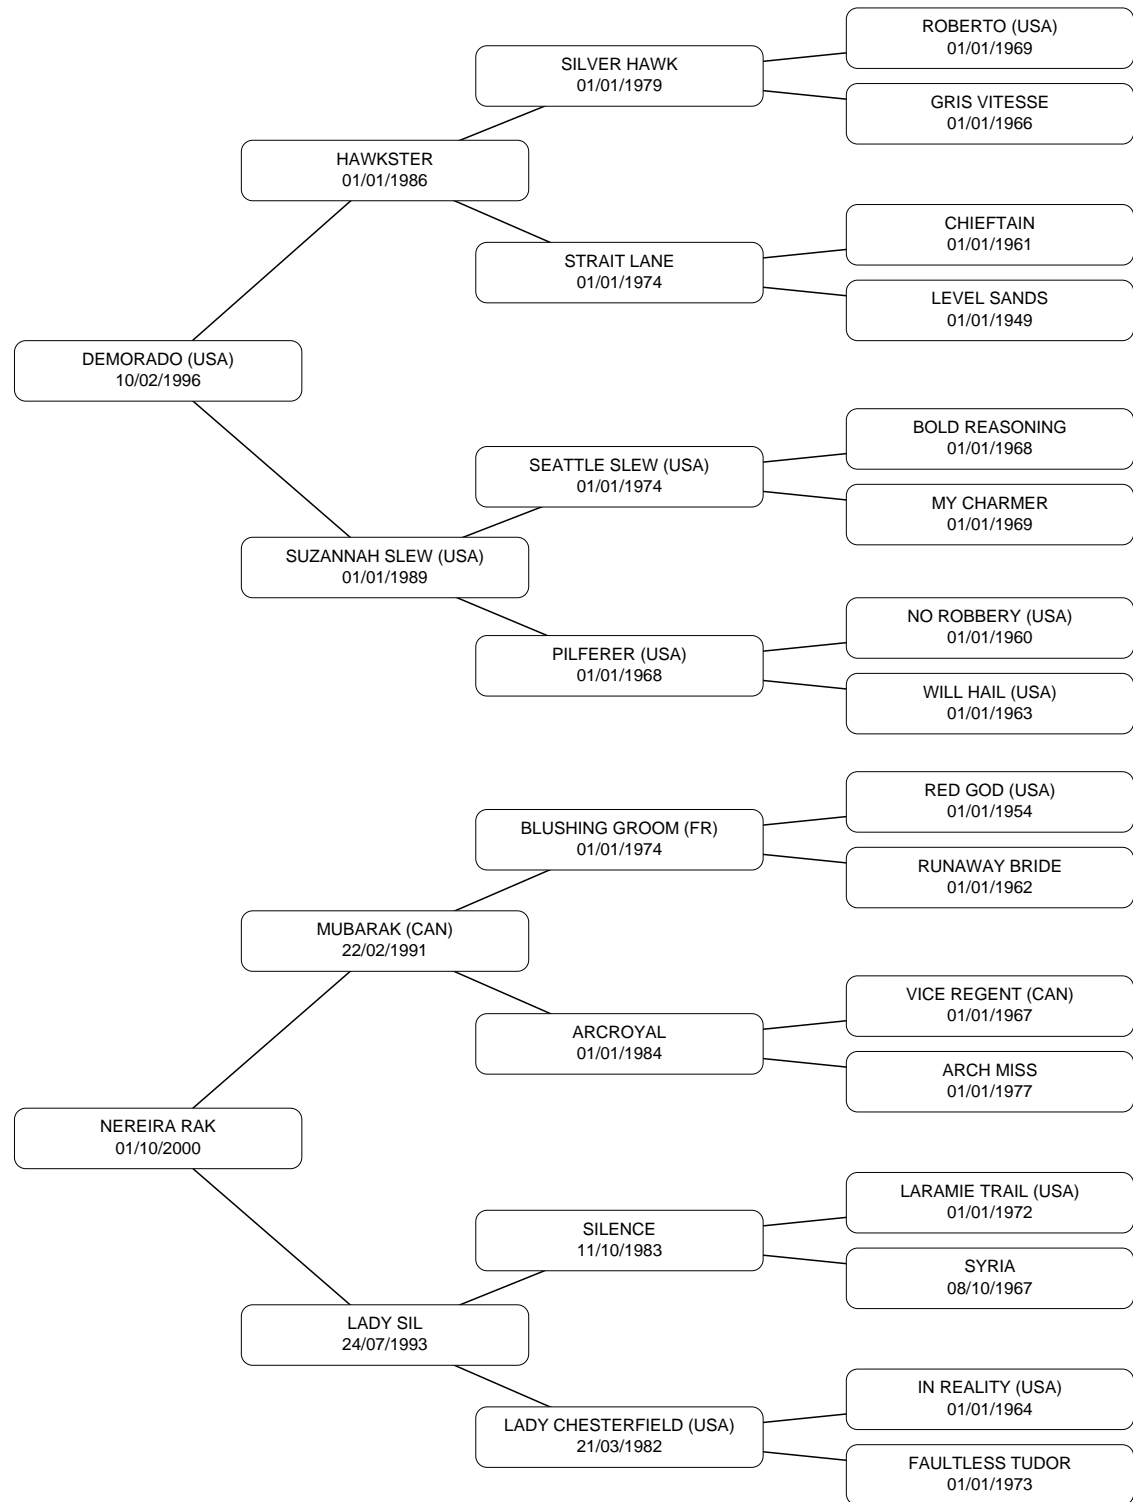 ROBERTO (USA)
01/01/1969
SILVER HAWK
01/01/1979
GRIS VITESSE
01/01/1966
HAWKSTER
01/01/1986
CHIEFTAIN
01/01/1961
STRAIT LANE
01/01/1974
LEVEL SANDS
01/01/1949
DEMORADO (USA)
10/02/1996
BOLD REASONING
01/01/1968
SEATTLE SLEW (USA)
01/01/1974
MY CHARMER
01/01/1969
SUZANNAH SLEW (USA)
01/01/1989
NO ROBBERY (USA)
01/01/1960
PILFERER (USA)
01/01/1968
WILL HAIL (USA)
01/01/1963
RED GOD (USA)
01/01/1954
BLUSHING GROOM (FR)
01/01/1974
RUNAWAY BRIDE
01/01/1962
MUBARAK (CAN)
22/02/1991
VICE REGENT (CAN)
01/01/1967
ARCROYAL
01/01/1984
ARCH MISS
01/01/1977
NEREIRA RAK
01/10/2000
LARAMIE TRAIL (USA)
01/01/1972
SILENCE
11/10/1983
SYRIA
08/10/1967
LADY SIL
24/07/1993
IN REALITY (USA)
01/01/1964
LADY CHESTERFIELD (USA)
21/03/1982
FAULTLESS TUDOR
01/01/1973